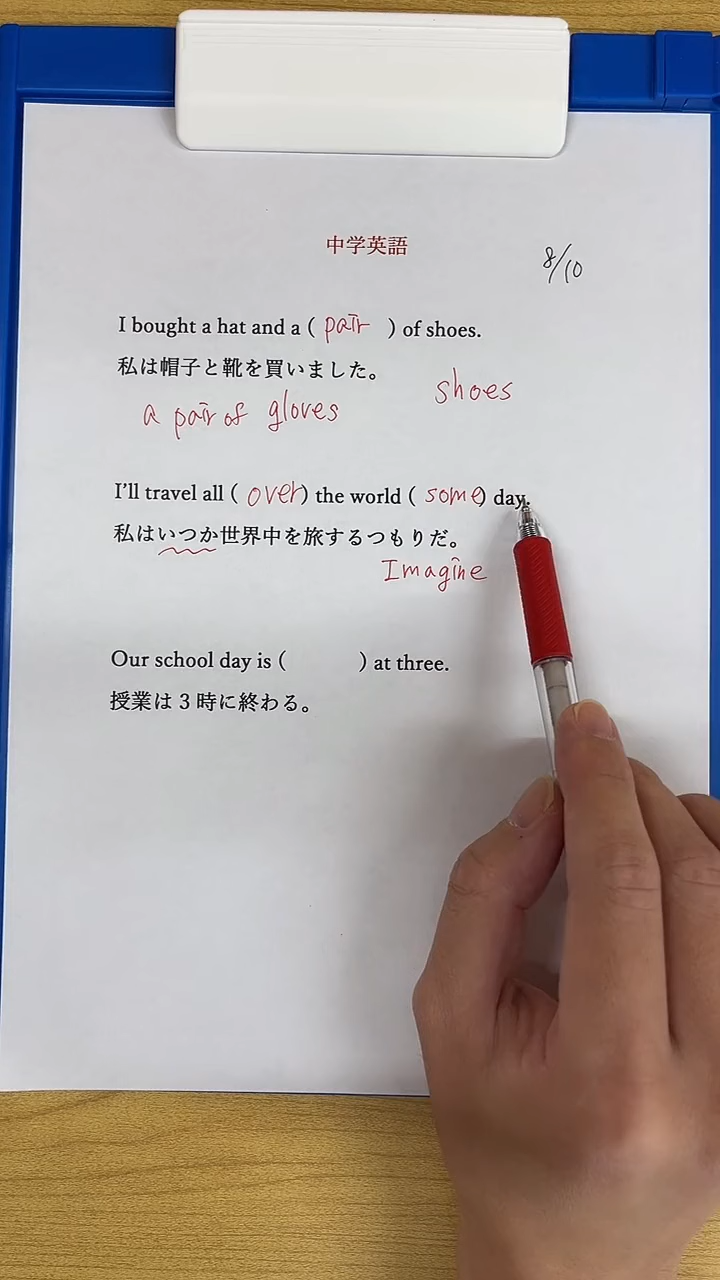 中学英語
8/10
I bought a hat and a ( pair ) of shoes.
私は帽子と靴を買いました。
shoes
a pair of gloves
I'll travel all ( over ) the world ( some ) day.
私はいつか世界中を旅するつもりだ。
Imagine
Our school day is ( ) at three.
授業は3時に終わる。